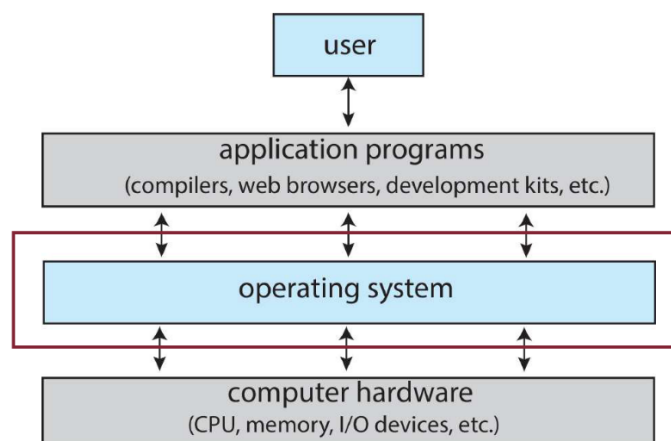 user
application programs
(compilers, web browsers, development kits, etc.)
operating system
computer hardware
(CPU, memory, I/O devices, etc.)